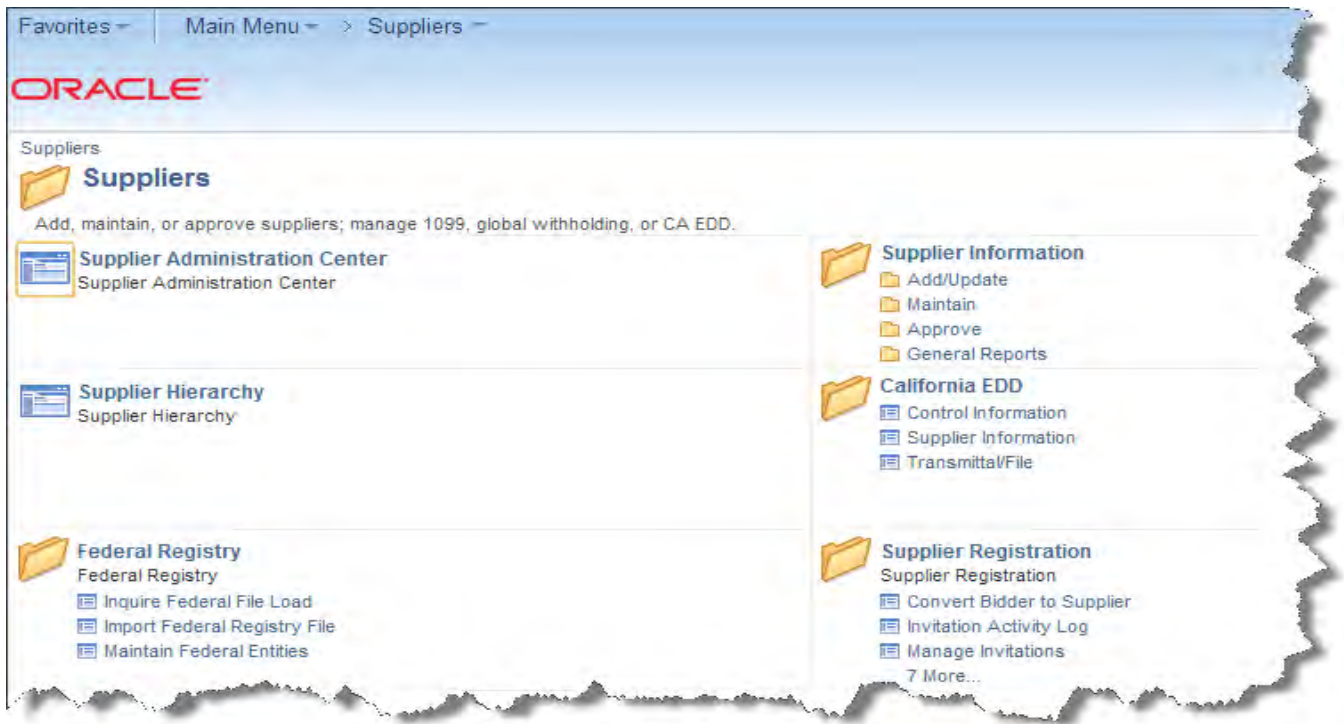 Favorites Main Menu > Suppliers
ORACLE
Suppliers
Suppliers
Add, maintain, or approve suppliers; manage 1099, global withholding, or CA EDD.
Supplier Administration Center
Supplier Administration Center
Supplier Information
Add/Update
Maintain
Approve
General Reports
Supplier Hierarchy
Supplier Hierarchy
California EDD
Control Information
Supplier Information
Transmittal/File
Federal Registry
Federal Registry
Inquire Federal File Load
Import Federal Registry File
Maintain Federal Entities
Supplier Registration
Supplier Registration
Convert Bidder to Supplier
Invitation Activity Log
Manage Invitations
7 More...